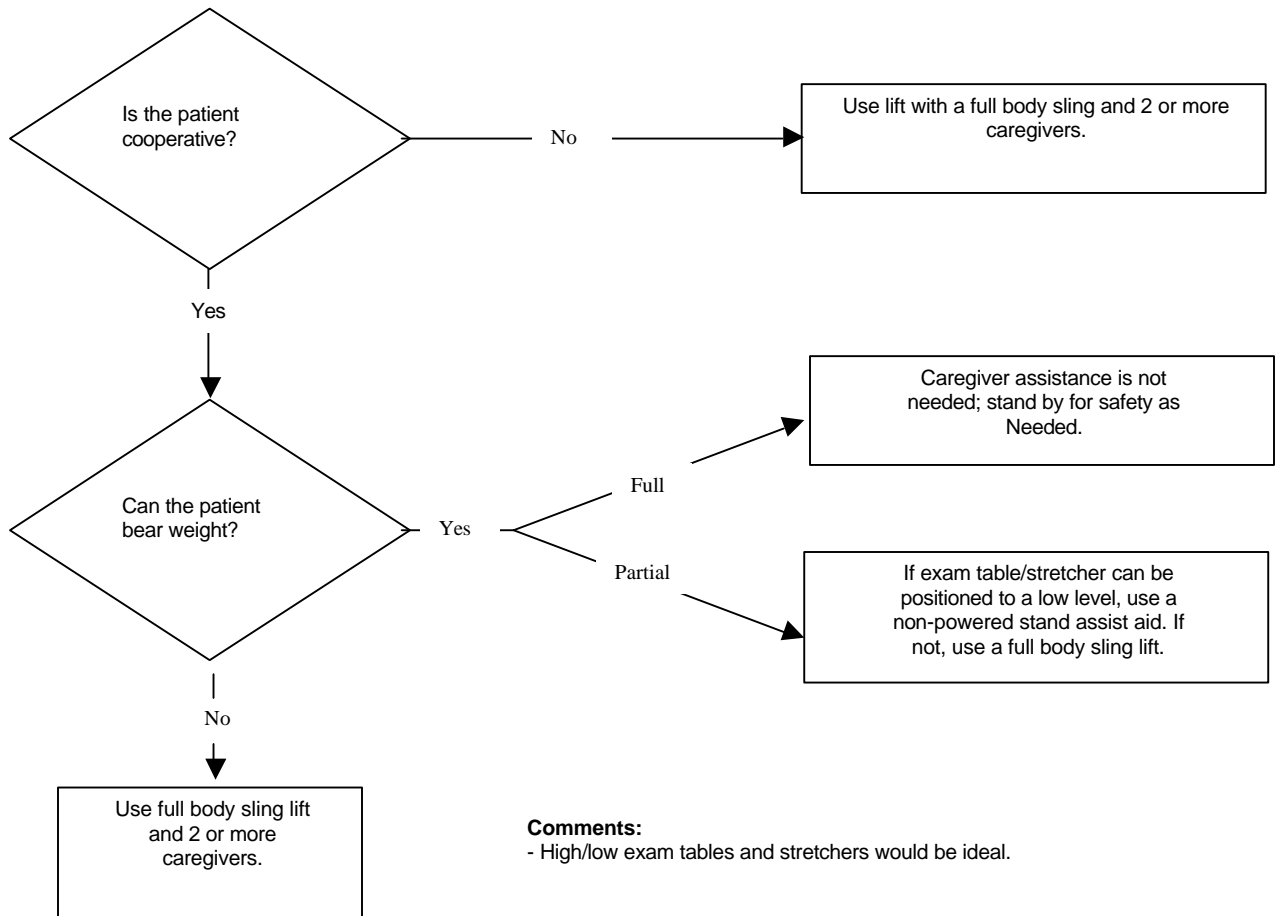 Is the patient
cooperative?
No
Use lift with a full body sling and 2 or more
caregivers.
Yes
Can the patient
bear weight?
Yes
Full
Caregiver assistance is not
needed; stand by for safety as
Needed.
Partial
If exam table/stretcher can be
positioned to a low level, use a
non-powered stand assist aid. If
not, use a full body sling lift.
No
Use full body sling lift
and 2 or more
caregivers.
Comments:
- High/low exam tables and stretchers would be ideal.